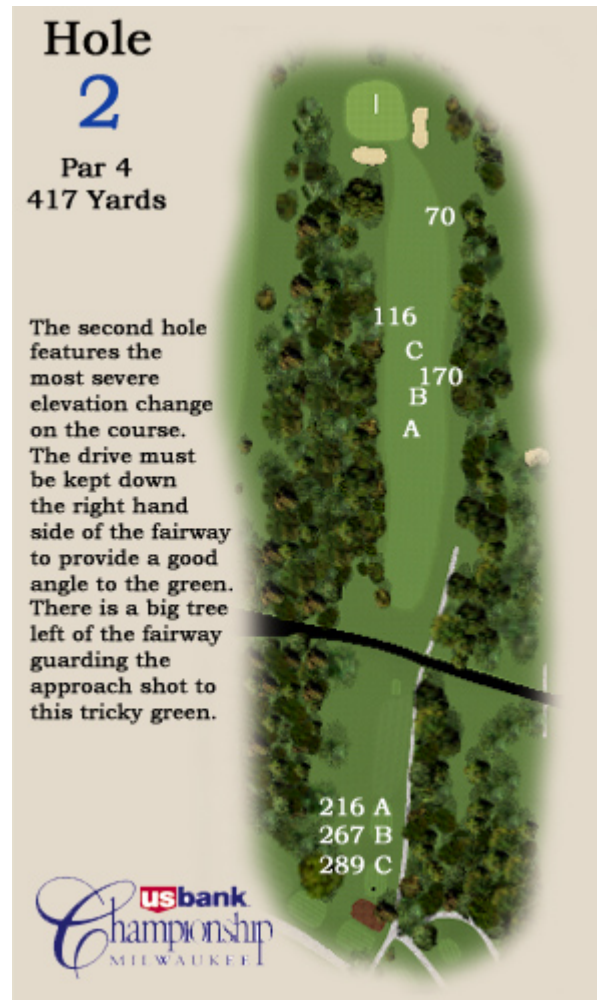 Hole
2
Par 4
417 Yards
The second hole
features the
most severe
elevation change
on the course.
The drive must
be kept down
the right hand
side of the fairway
to provide a good
angle to the green.
There is a big tree
left of the fairway
guarding the
approach shot to
this tricky green.
70
116
C
170
B
A
216 A
267 B
289 C
usbank
Championship
MILWAUKEE